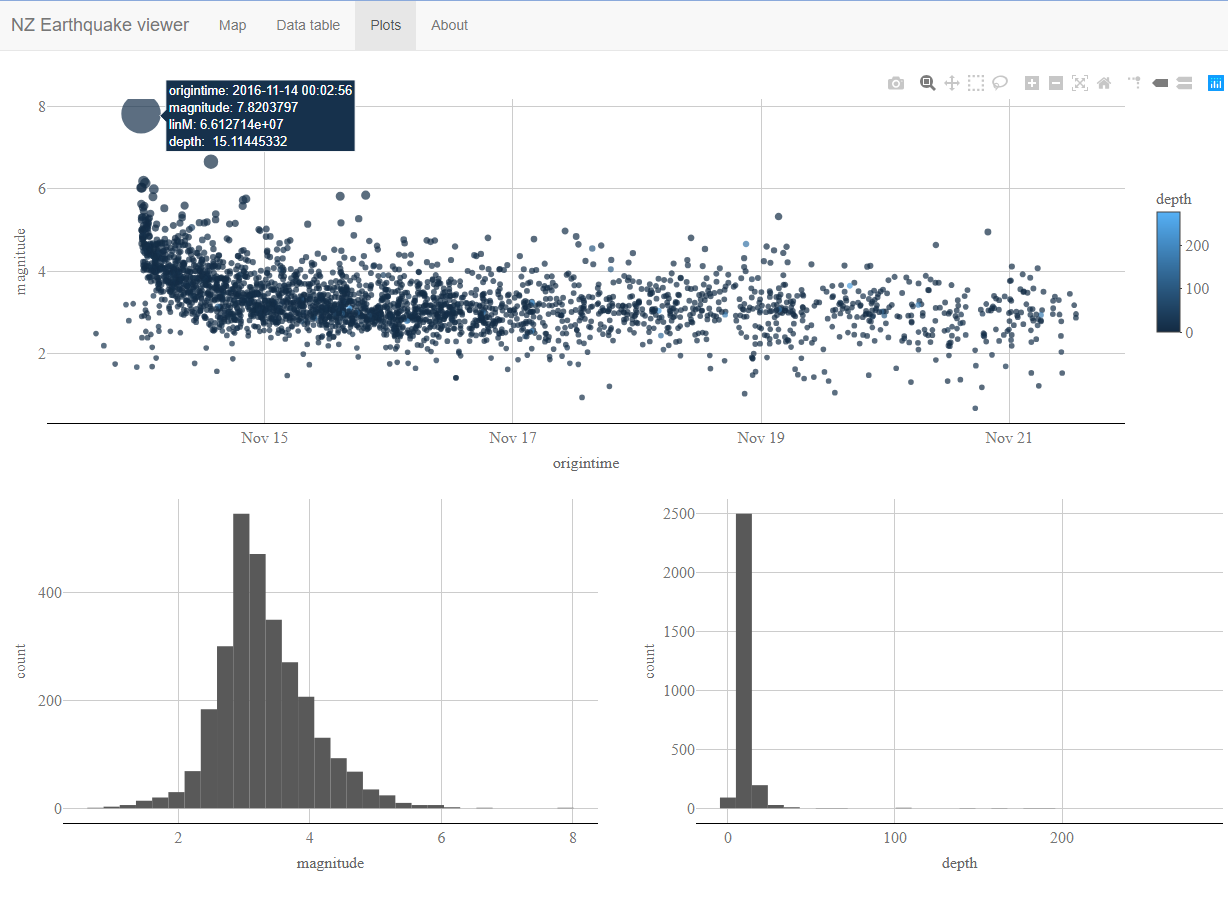 NZ Earthquake viewer Map Data table Plots About
origintime: 2016-11-14 00:02:56
magnitude: 7.8203797
linM: 6.612714e+07
depth: 15.11445332
8
6
4
2
magnitude
Nov 15 Nov 17 Nov 19 Nov 21
origintime
depth
200
100
0
400
200
0
count
2 4 6 8
magnitude
2500
2000
1500
1000
500
0
count
0 100 200
depth